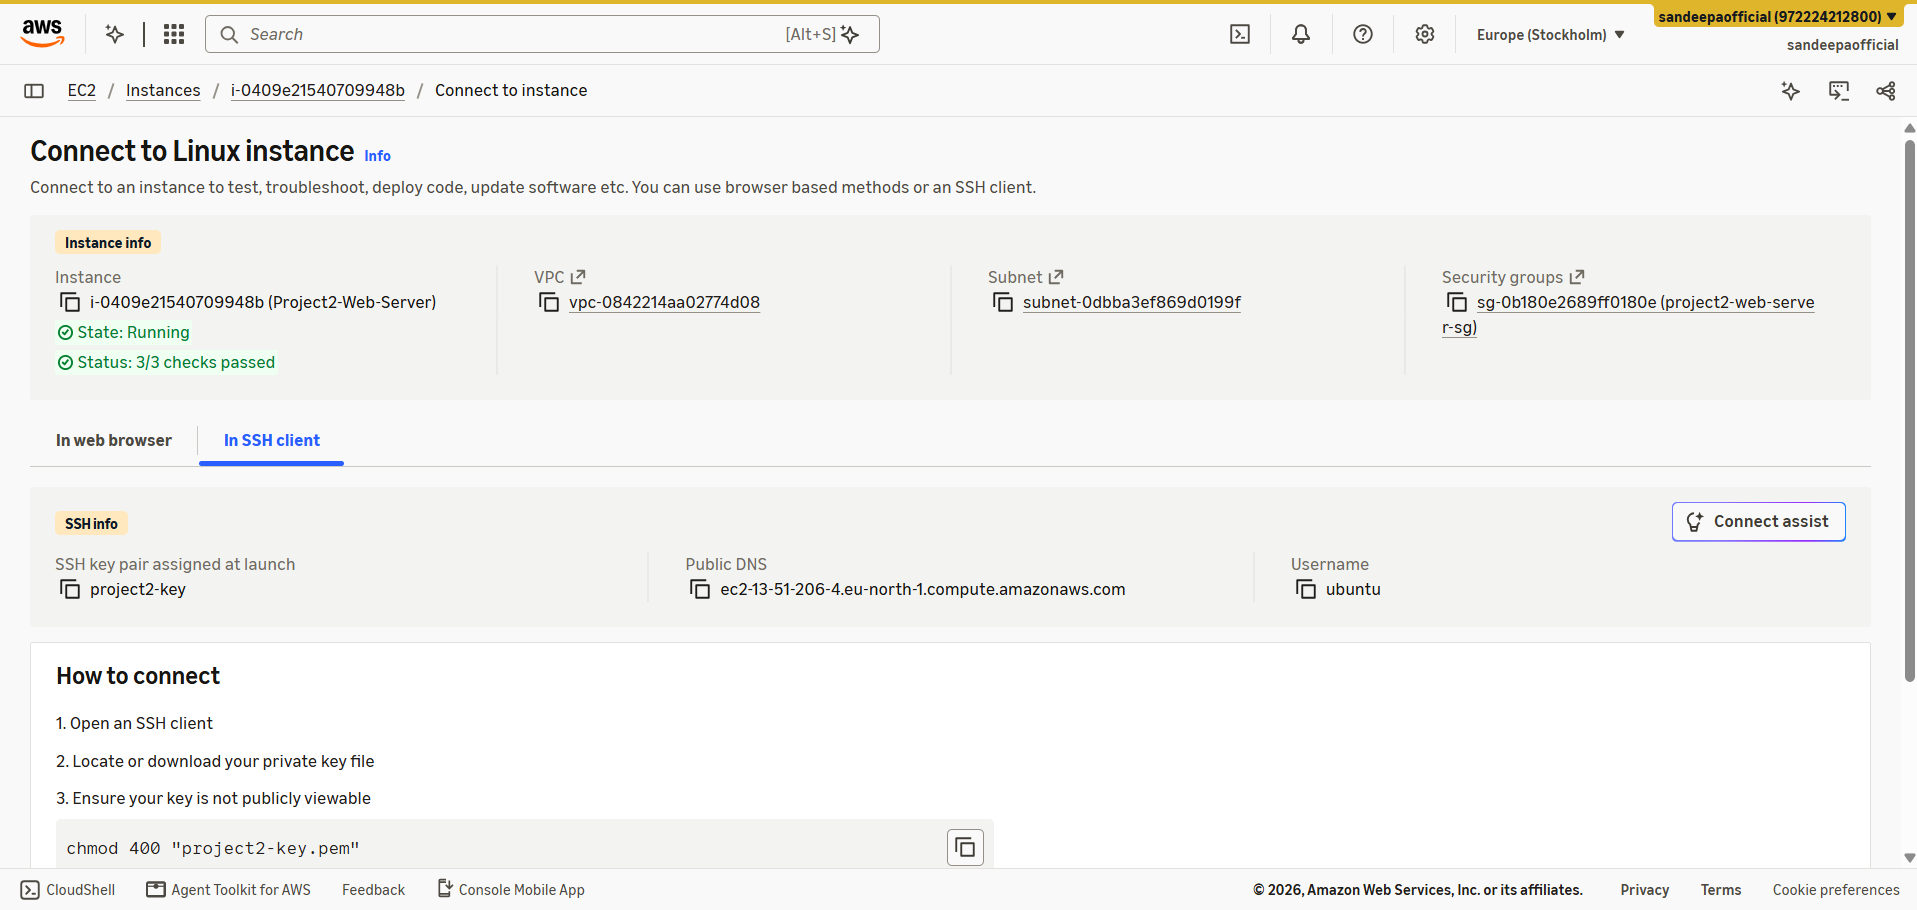 aws
Search [Alt+S]
Europe (Stockholm)
sandeepaofficial (972224212800)
sandeepaofficial
EC2 / Instances / i-0409e21540709948b / Connect to instance
Connect to Linux instance Info
Connect to an instance to test, troubleshoot, deploy code, update software etc. You can use browser based methods or an SSH client.
Instance info
Instance
i-0409e21540709948b (Project2-Web-Server)
State: Running
Status: 3/3 checks passed
VPC
vpc-0842214aa02774d08
Subnet
subnet-0dbba3ef869d0199f
Security groups
sg-0b180e2689ff0180e (project2-web-serve
r-sg)
In web browser
In SSH client
SSH info
Connect assist
SSH key pair assigned at launch
project2-key
Public DNS
ec2-13-51-206-4.eu-north-1.compute.amazonaws.com
Username
ubuntu
How to connect
1. Open an SSH client
2. Locate or download your private key file
3. Ensure your key is not publicly viewable
chmod 400 "project2-key.pem"
CloudShell
Agent Toolkit for AWS
Feedback
Console Mobile App
© 2026, Amazon Web Services, Inc. or its affiliates.
Privacy
Terms
Cookie preferences